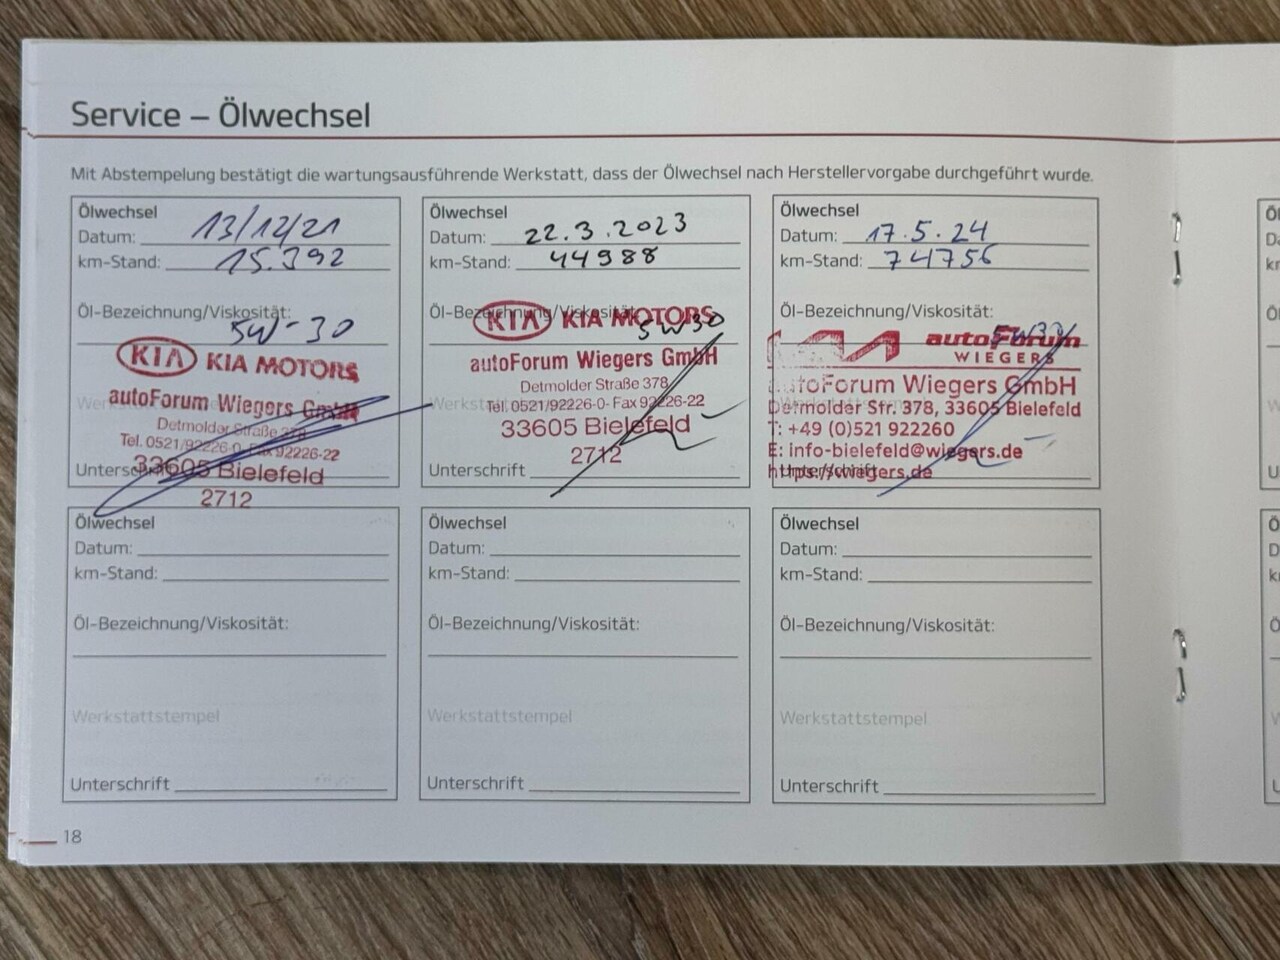 Service – Ölwechsel
Mit Abstempelung bestätigt die wartungsausführende Werkstatt, dass der Ölwechsel nach Herstellervorgabe durchgeführt wurde.
Ölwechsel
Datum: 13/12/21
km-Stand: 15.392
Öl-Bezeichnung/Viskosität:
5W-30
KIA KIA MOTORS
autoForum Wiegers GmbH
Detmolder Straße 378
Tel. 0521/92226-0- Fax 92226-22
33605 Bielefeld
Unterschrift
2712
Ölwechsel
Datum: 22.3.2023
km-Stand: 44988
Öl-Bezeichnung/Viskosität:
5W30
KIA KIA MOTORS
autoForum Wiegers GmbH
Detmolder Straße 378
Tel. 0521/92226-0- Fax 92226-22
33605 Bielefeld
2712
Unterschrift
Ölwechsel
Datum: 17.5.24
km-Stand: 74756
Öl-Bezeichnung/Viskosität:
5W30
autoForum
WIEGERS
autoForum Wiegers GmbH
Detmolder Str. 378, 33605 Bielefeld
T: +49 (0)521 922260
E: info-bielefeld@wiegers.de
https://wiegers.de
Ölwechsel
Datum:
km-Stand:
Öl-Bezeichnung/Viskosität:
Werkstattstempel
Unterschrift
Ölwechsel
Datum:
km-Stand:
Öl-Bezeichnung/Viskosität:
Werkstattstempel
Unterschrift
Ölwechsel
Datum:
km-Stand:
Öl-Bezeichnung/Viskosität:
Werkstattstempel
Unterschrift
18